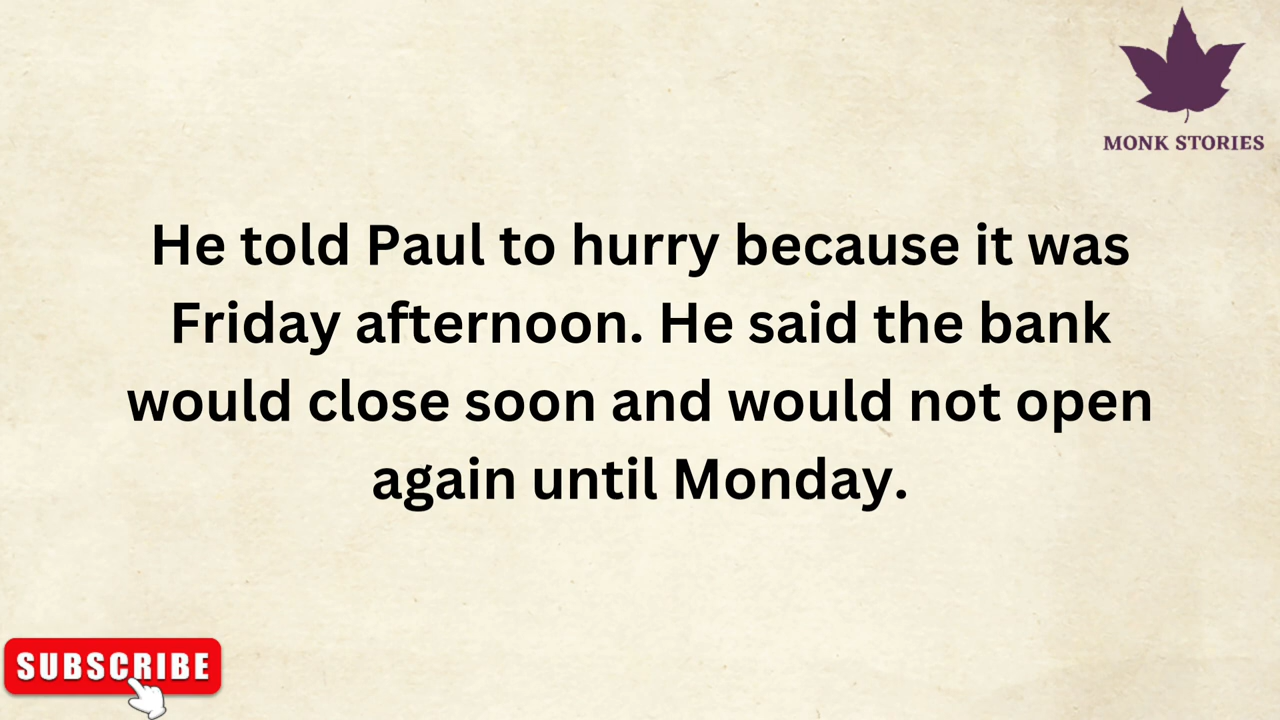 MONK STORIES
He told Paul to hurry because it was
Friday afternoon. He said the bank
would close soon and would not open
again until Monday.
SUBSCRIBE